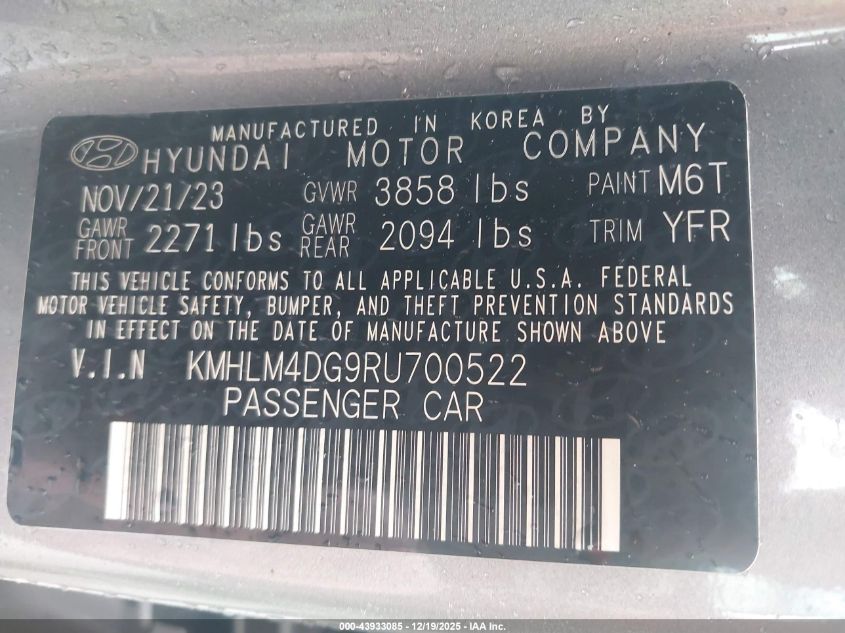 MANUFACTURED IN KOREA BY
HYUNDAI MOTOR COMPANY
NOV/21/23 GVWR 3858 lbs PAINT M6T
GAWR FRONT 2271 lbs GAWR REAR 2094 lbs TRIM YFR
THIS VEHICLE CONFORMS TO ALL APPLICABLE U.S.A. FEDERAL
MOTOR VEHICLE SAFETY, BUMPER, AND THEFT PREVENTION STANDARDS
IN EFFECT ON THE DATE OF MANUFACTURE SHOWN ABOVE
V.I.N KMHLM4DG9RU700522
PASSENGER CAR
000-43933085 - 12/19/2025 - IAA Inc.